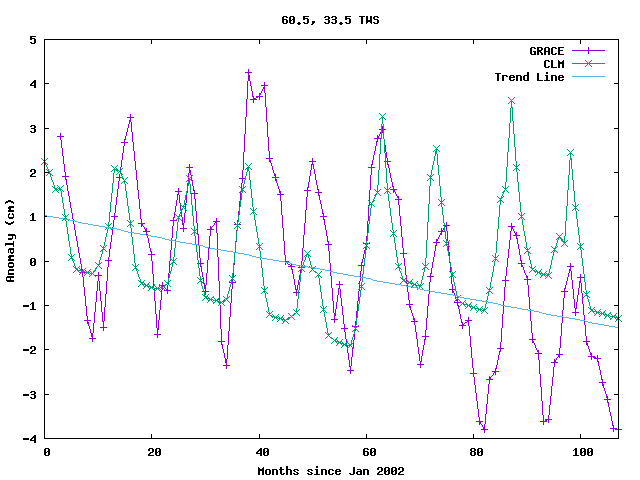 60.5, 33.5 TWS
GRACE
CLM
Trend Line
5
4
3
2
1
0
-1
-2
-3
-4
Anomaly (cm)
0 20 40 60 80 100
Months since Jan 2002